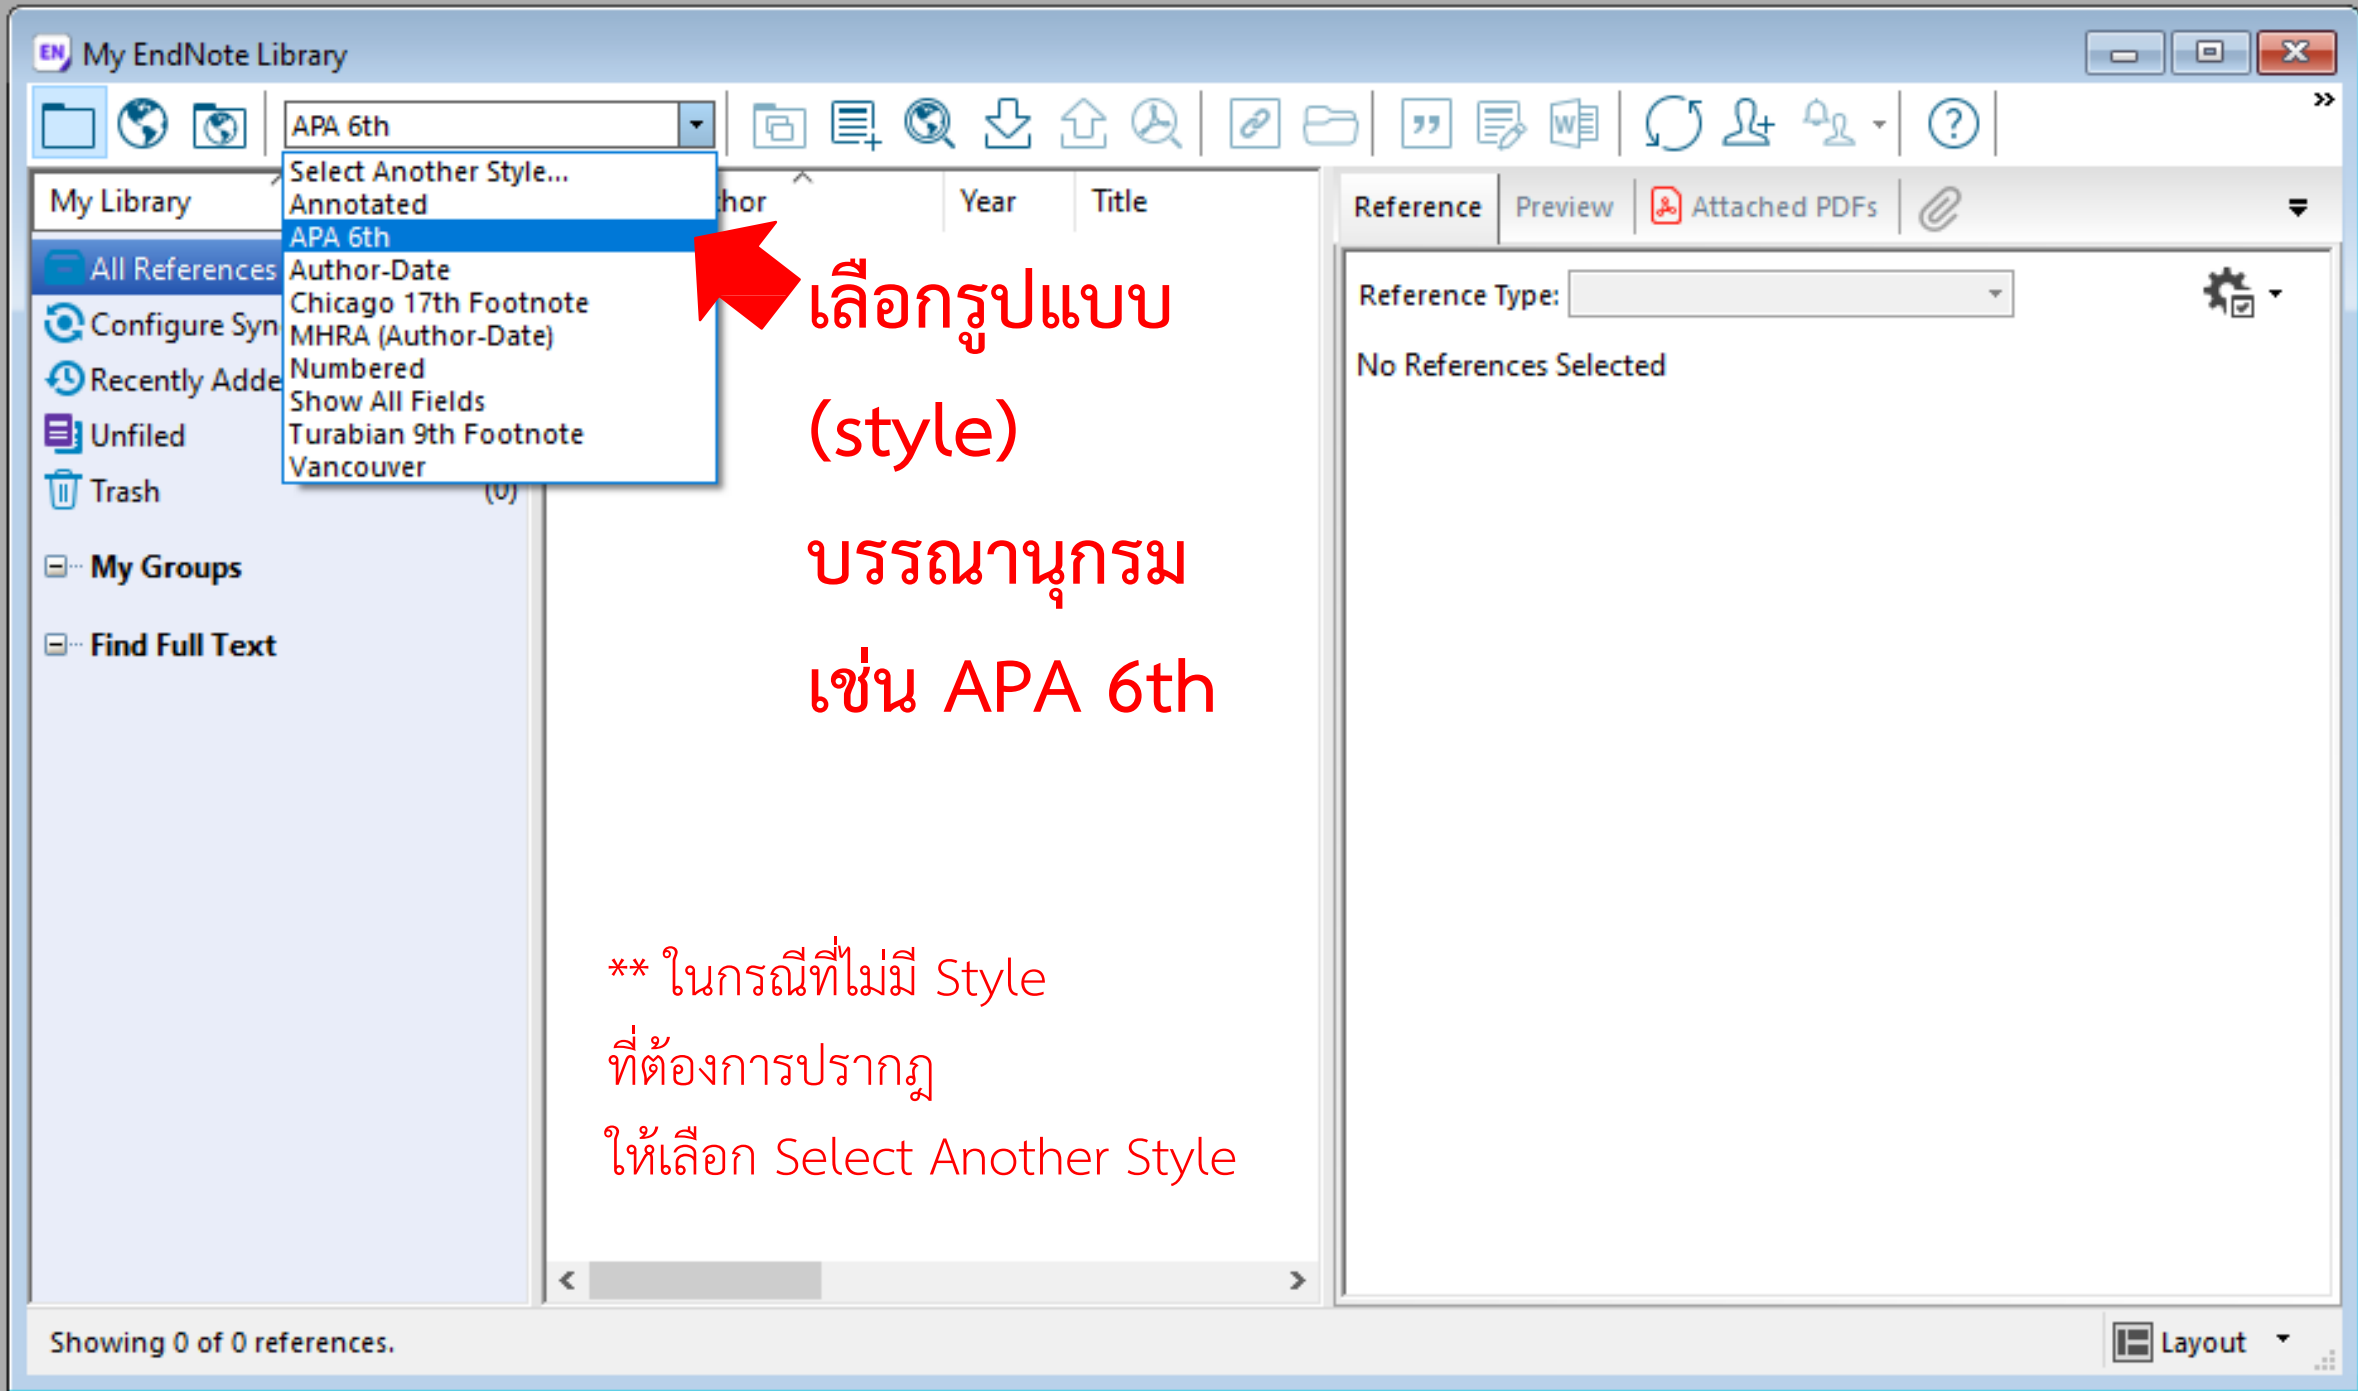 EN My EndNote Library
APA 6th
Select Another Style...
Annotated
APA 6th
Author-Date
Chicago 17th Footnote
MHRA (Author-Date)
Numbered
Show All Fields
Turabian 9th Footnote
Vancouver
My Library
All References
Configure Syn
Recently Adde
Unfiled
Trash (0)
My Groups
Find Full Text
hor Year Title
เลือกรูปแบบ
(style)
บรรณานุกรม
เช่น APA 6th
** ในกรณีที่ไม่มี Style
ที่ต้องการปรากฎ
ให้เลือก Select Another Style
Reference Preview Attached PDFs
Reference Type:
No References Selected
Showing 0 of 0 references.
Layout